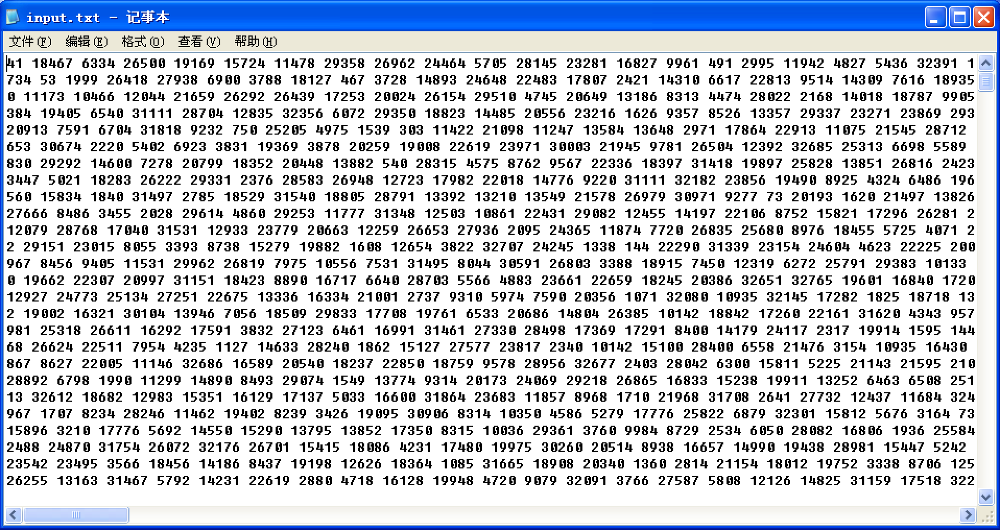 input.txt - 记事本
文件(F) 编辑(E) 格式(O) 查看(V) 帮助(H)
41 18467 6334 26500 19169 15724 11478 29358 26962 24464 5705 28145 23281 16827 9961 491 2995 11942 4827 5436 32391 1
734 53 1999 26418 27938 6900 3788 18127 467 3728 14893 24648 22483 17807 2421 14310 6617 22813 9514 14309 7616 18935
0 11173 10466 12044 21659 26292 26439 17253 20024 26154 29510 4745 20649 13186 8313 4474 28022 2168 14018 18787 9905
384 19405 6540 31111 28704 12835 32356 6072 29350 18823 14485 20556 23216 1626 9357 8526 13357 29337 23271 23869 293
20913 7591 6704 31818 9232 750 25205 4975 1539 303 11422 21098 11247 13584 13648 2971 17864 22913 11075 21545 28712
653 30674 2220 5402 6923 3831 19369 3878 20259 19008 22619 23971 30003 21945 9781 26504 12392 32685 25313 6698 5589
830 29292 14600 7278 20799 18352 20448 13882 540 28315 4575 8762 9567 22336 18397 31418 19897 25828 13851 26816 2423
3447 5021 18283 26222 29331 2376 28583 26948 12723 17982 22018 14776 9220 31111 32182 23856 19490 8925 4324 6486 196
560 15834 1840 31497 2785 18529 31540 18805 28791 13392 13210 13549 21578 26979 30971 9277 73 20193 1620 21497 13826
27666 8486 3455 2028 29614 4860 29253 11777 31348 12503 10861 22431 29082 12455 14197 22106 8752 15821 17296 26281 2
12079 28768 17040 31531 12933 23779 20663 12259 26653 27936 2095 24365 11874 7720 26835 25680 8976 18455 5725 4071 2
2 29151 23015 8055 3393 8738 15279 19882 1608 12654 3822 32707 24245 1338 144 22290 31339 23154 24604 4623 22225 200
967 8456 9405 11531 29962 26819 7975 10556 7531 31495 8044 30591 26803 3388 18915 7450 12319 6272 25791 29383 10133
0 19662 22307 20997 31151 18423 8890 16717 6640 28703 5566 4883 23661 22659 18245 20386 32651 32765 19601 16840 1720
12927 24773 25134 27251 22675 13336 16334 21001 2737 9310 5974 7590 20356 1071 32080 10935 32145 17282 1825 18718 13
2 19002 16321 30104 13946 7056 18509 29833 17708 19761 6533 20686 14804 26385 10142 18842 17260 22161 31620 4343 957
981 25318 26611 16292 17591 3832 27123 6461 16991 31461 27330 28498 17369 17291 8400 14179 24117 2317 19914 1595 144
68 26624 22511 7954 4235 1127 14633 28240 1862 15127 27577 23817 2340 10142 15100 28400 6558 21476 3154 10935 16430
867 8627 22005 11146 32686 16589 20540 18237 22850 18759 9578 28956 32677 2403 28042 6300 15811 5225 21143 21595 210
28892 6798 1990 11299 14890 8493 29074 1549 13774 9314 20173 24069 29218 26865 16833 15238 19911 13252 6463 6508 251
13 32612 18682 12983 15351 16129 17137 5033 16600 31864 23683 11857 8968 1710 21968 31708 2641 27732 12437 11684 324
967 1707 8234 28246 11462 19402 8239 3426 19095 30906 8314 10350 4586 5279 17776 25822 6879 32301 15812 5676 3164 73
15896 3210 17776 5692 14550 15290 13795 13852 17350 8315 10036 29361 3760 9984 8729 2534 6050 28082 16806 1936 25584
2488 24870 31754 26072 32176 26701 15415 18086 4231 17480 19975 30260 20514 8938 16657 14990 19438 28981 15447 5242
23542 23495 3566 18456 14186 8437 19198 12626 18364 1085 31665 18908 20340 1360 2814 21154 18012 19752 3338 8706 125
26255 13163 31467 5792 14231 22619 2880 4718 16128 19948 4720 9079 32091 3766 27587 5808 12126 14825 31159 17518 322